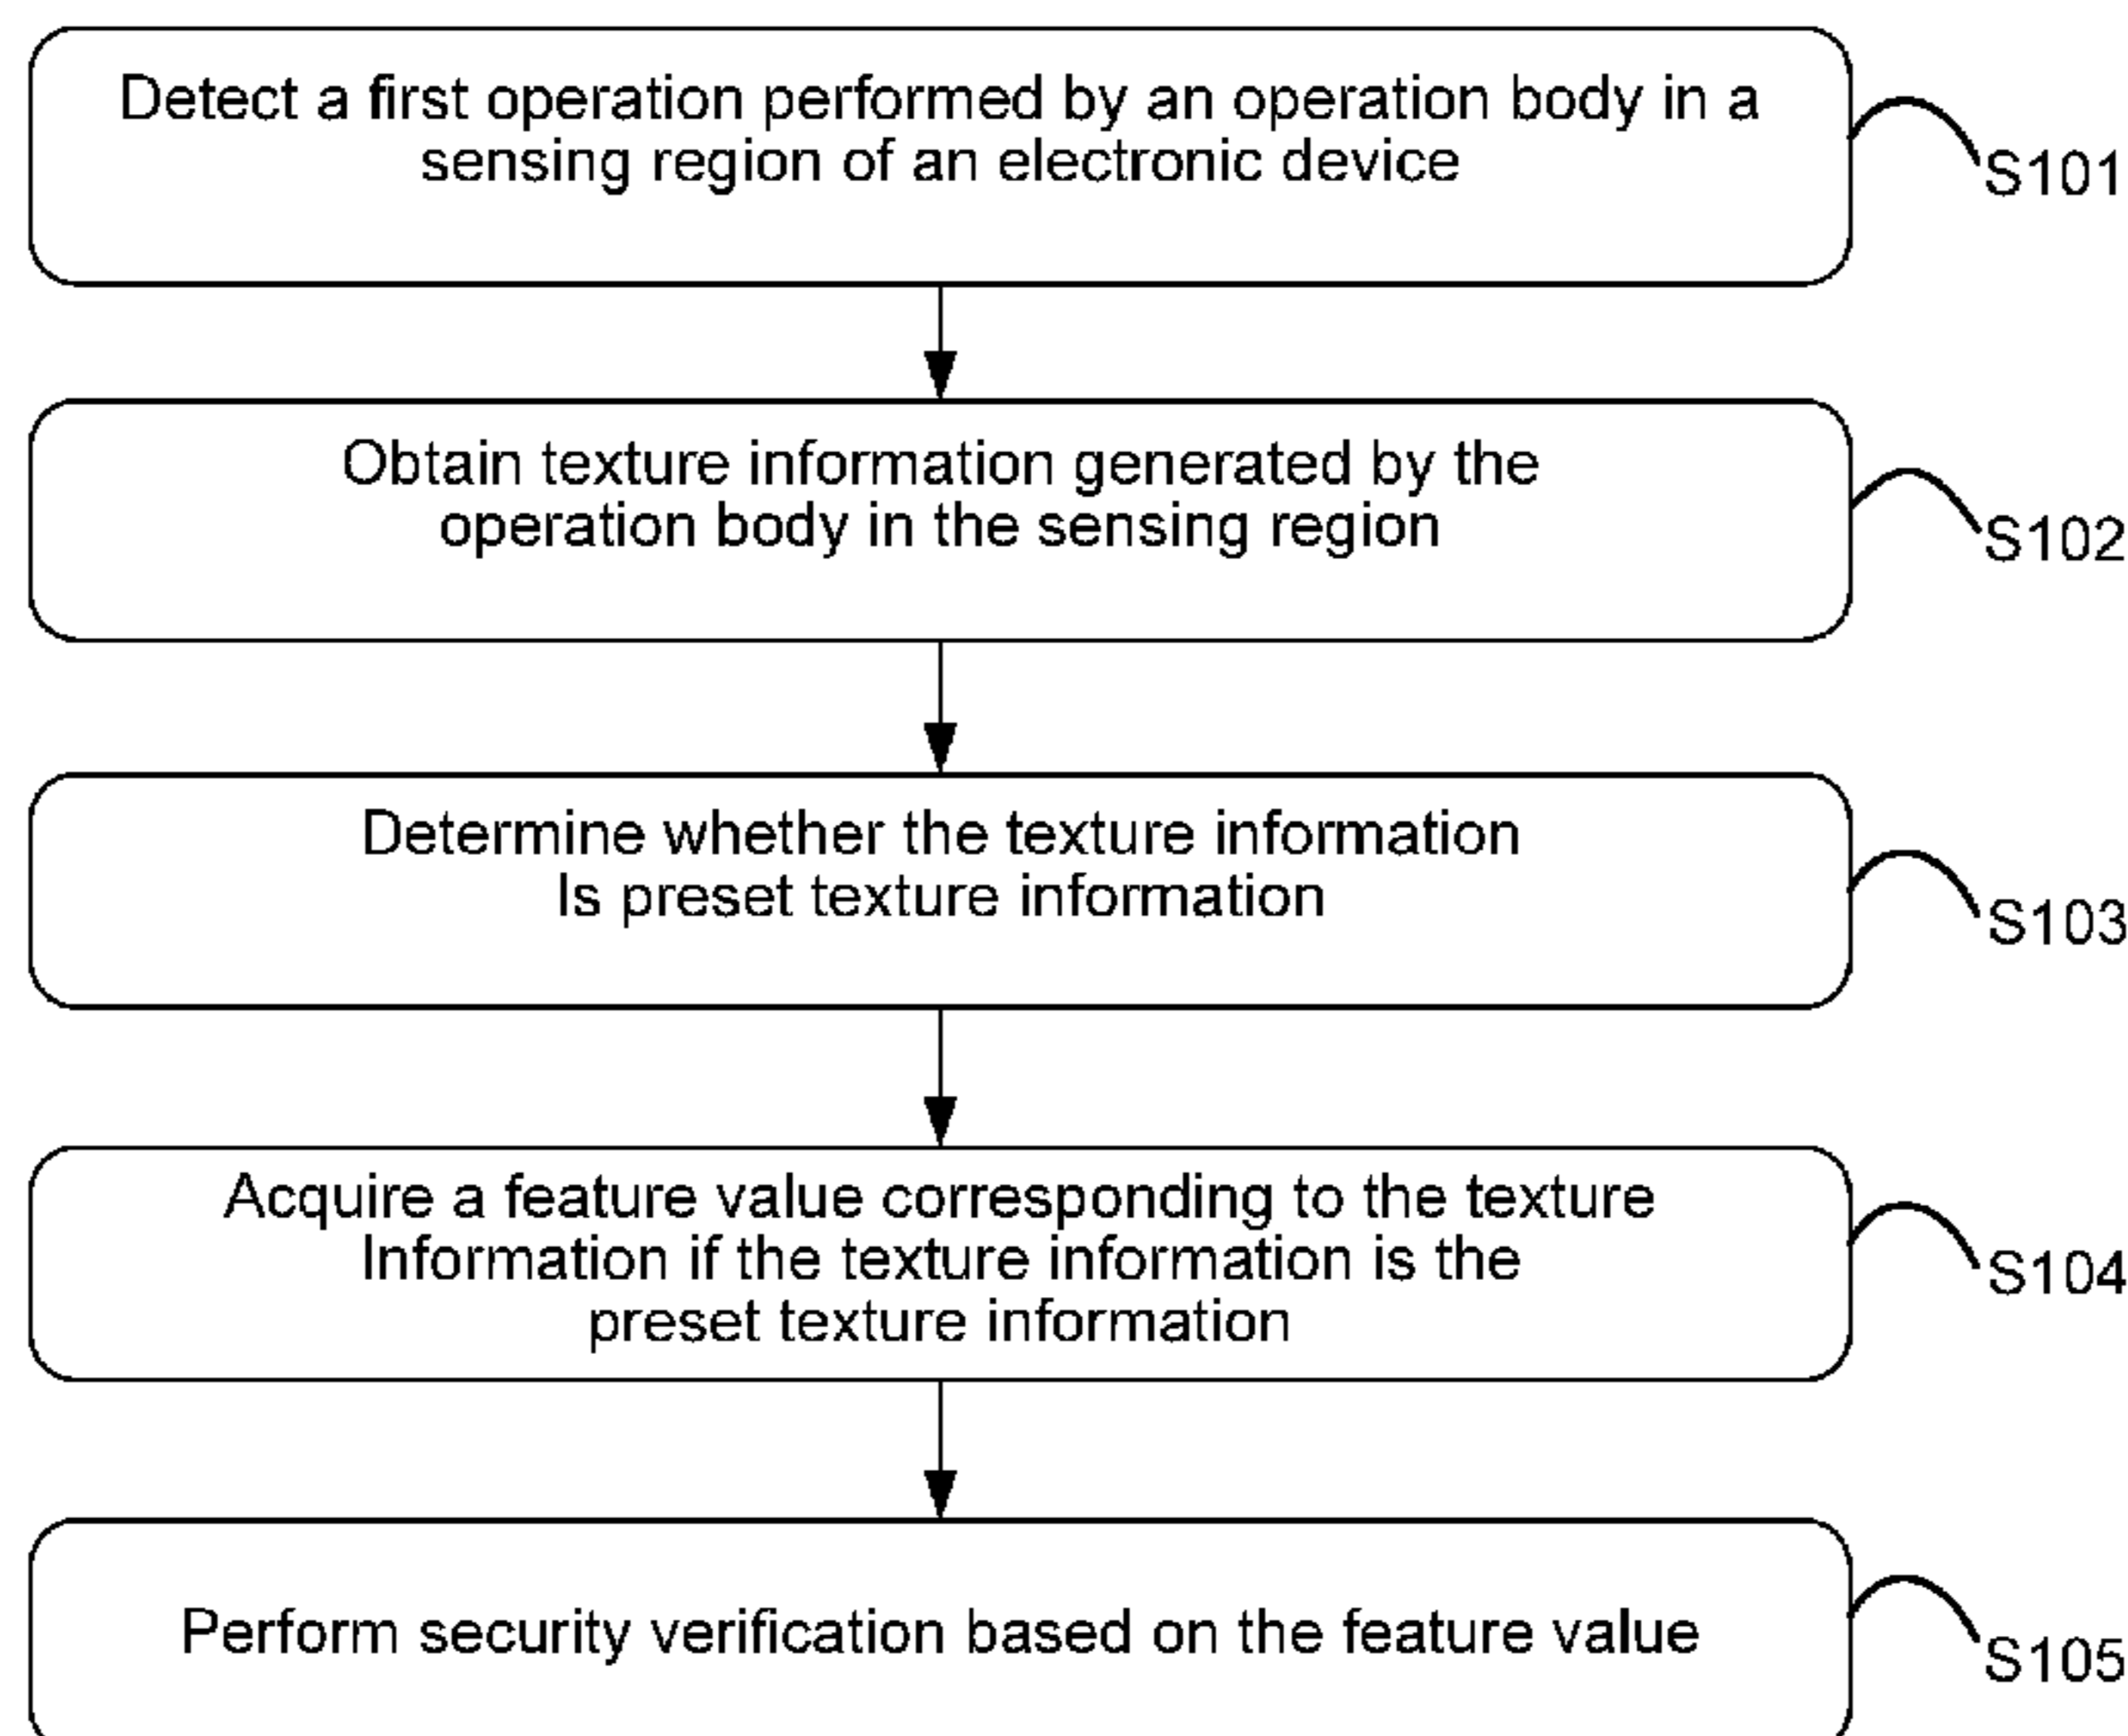 Detect a first operation performed by an operation body in a
sensing region of an electronic device
S101
Obtain texture information generated by the
operation body in the sensing region
S102
Determine whether the texture information
Is preset texture information
S103
Acquire a feature value corresponding to the texture
Information if the texture information is the
preset texture information
S104
Perform security verification based on the feature value
S105